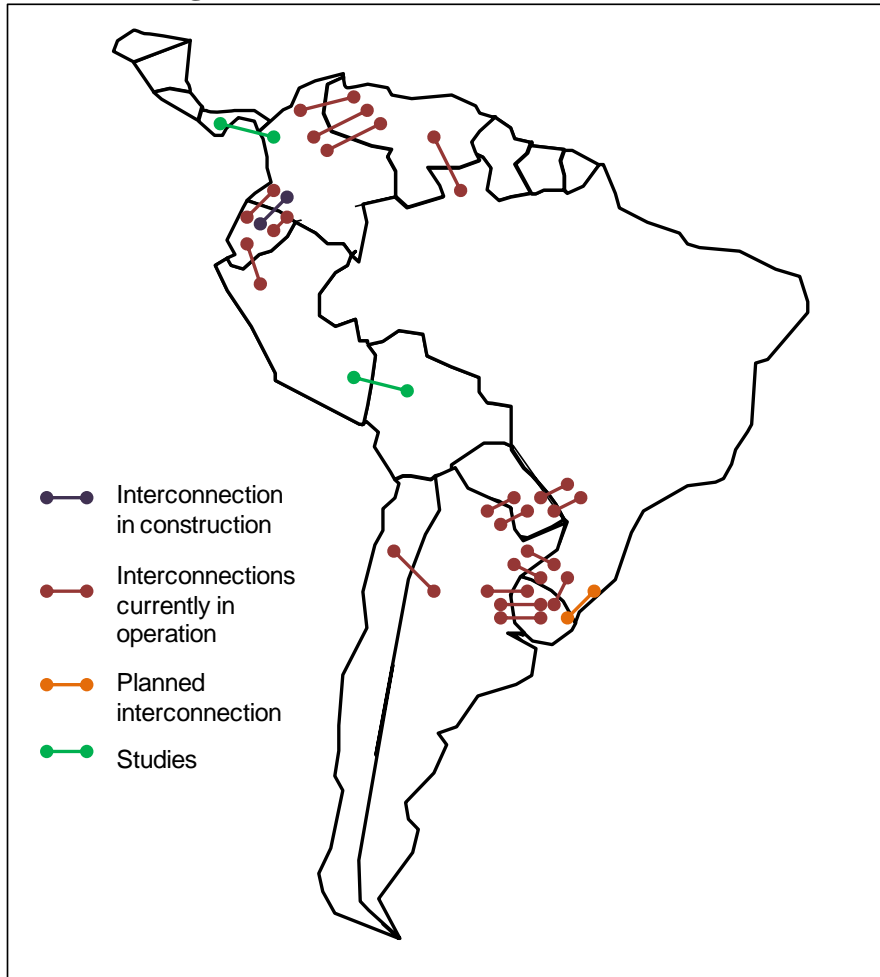 Interconnection
in construction
Interconnections
currently in
operation
Planned
interconnection
Studies